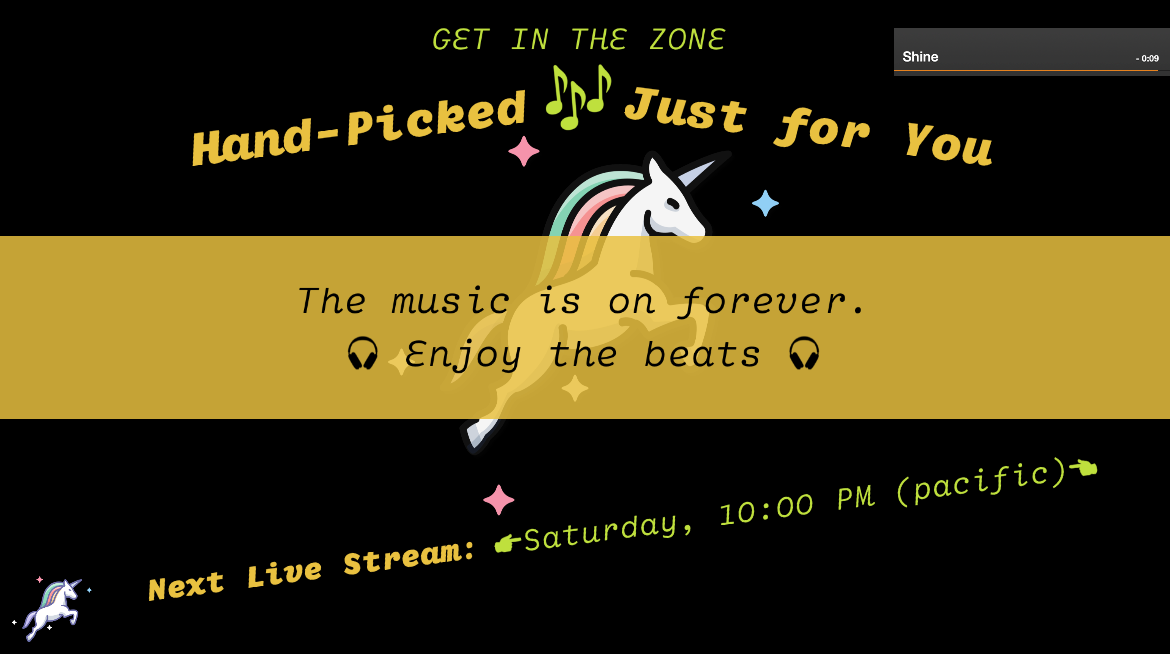 GET IN THE ZONE
Shine
- 0:09
Hand-Picked 🎶 Just for You
The music is on forever.
🎧 Enjoy the beats 🎧
Next Live Stream: 👉Saturday, 10:00 PM (pacific)👈